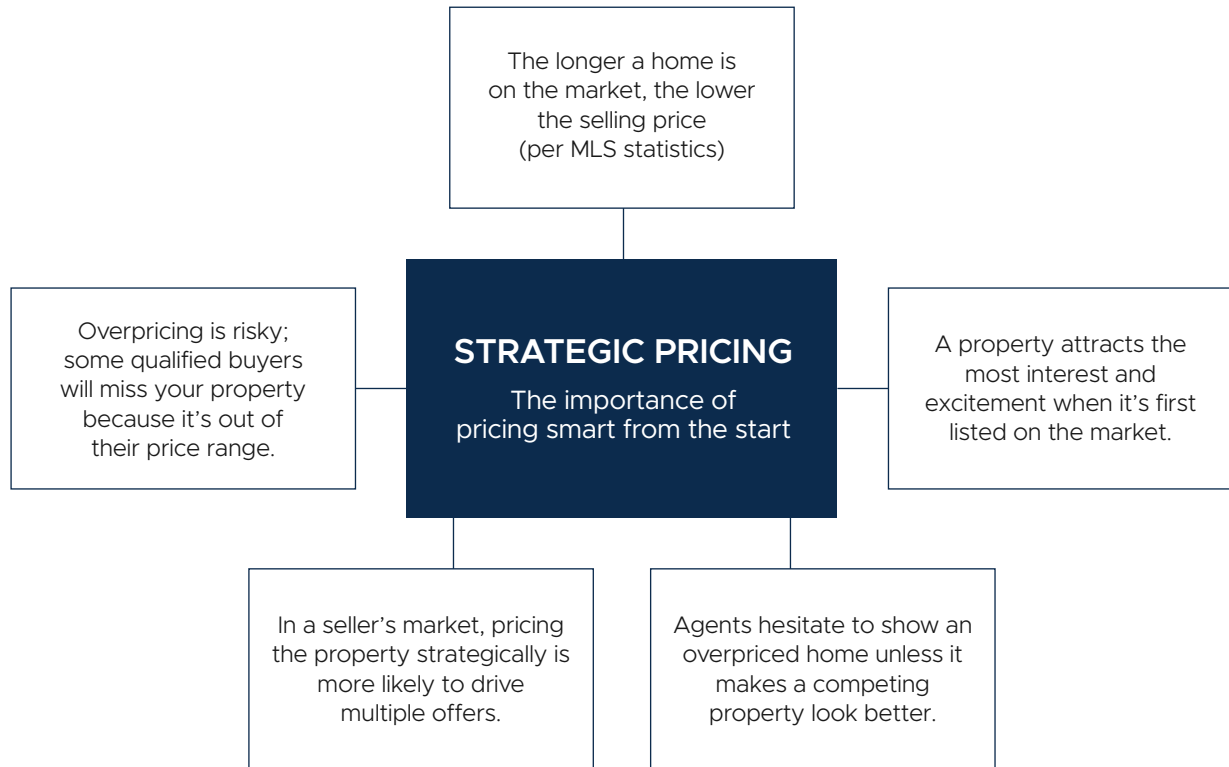 The longer a home is
on the market, the lower
the selling price
(per MLS statistics)
Overpricing is risky;
some qualified buyers
will miss your property
because it’s out of
their price range.
STRATEGIC PRICING
The importance of
pricing smart from the start
A property attracts the
most interest and
excitement when it’s first
listed on the market.
In a seller’s market, pricing
the property strategically is
more likely to drive
multiple offers.
Agents hesitate to show an
overpriced home unless it
makes a competing
property look better.